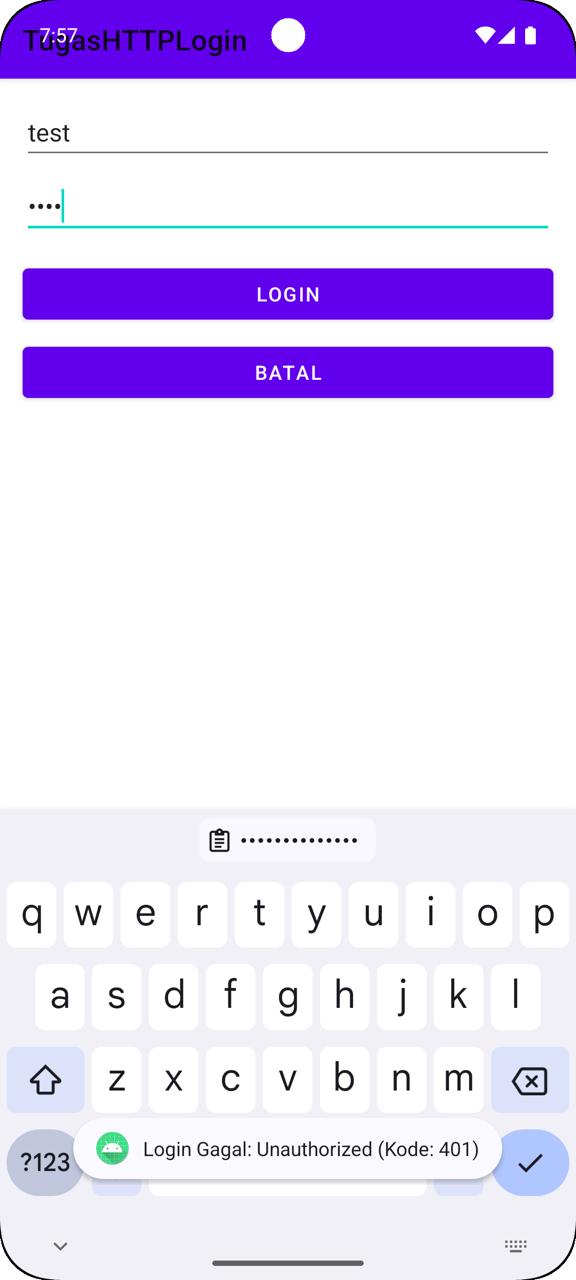 7:57
TugasHTTPLogin
test
••••
LOGIN
BATAL
••••••••••••••
q w e r t y u i o p
a s d f g h j k l
z x c v b n m
?123
Login Gagal: Unauthorized (Kode: 401)